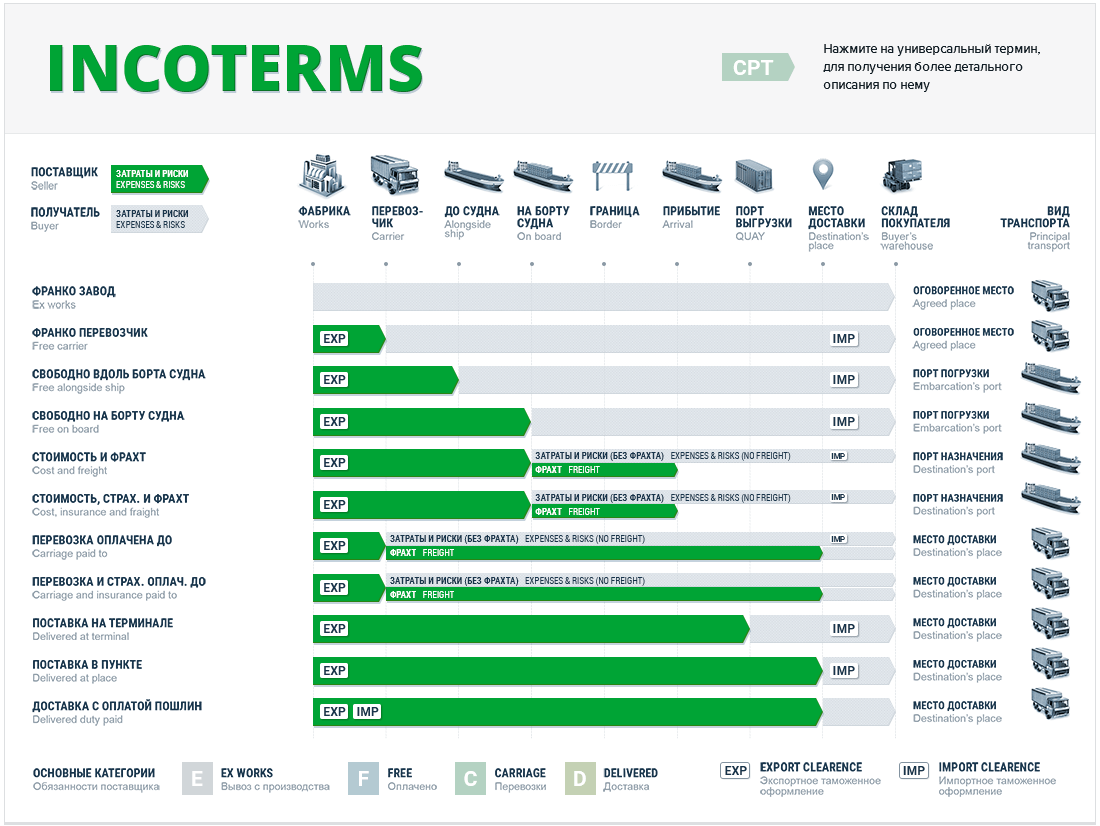 INCOTERMS
CPT
Нажмите на универсальный термин,
для получения более детального
описания по нему
ПОСТАВЩИК
Seller
ЗАТРАТЫ И РИСКИ
EXPENSES & RISKS
ПОЛУЧАТЕЛЬ
Buyer
ЗАТРАТЫ И РИСКИ
EXPENSES & RISKS
ФАБРИКА
Works
ПЕРЕВОЗ-
ЧИК
Carrier
ДО СУДНА
Alongside
ship
НА БОРТУ
СУДНА
On board
ГРАНИЦА
Border
ПРИБЫТИЕ
Arrival
ПОРТ
ВЫГРУЗКИ
QUAY
МЕСТО
ДОСТАВКИ
Destination's
place
СКЛАД
ПОКУПАТЕЛЯ
Buyer's
warehouse
ВИД
ТРАНСПОРТА
Principal
transport
ФРАНКО ЗАВОД
Ex works
ОГОВОРЕННОЕ МЕСТО
Agreed place
ФРАНКО ПЕРЕВОЗЧИК
Free carrier
EXP
IMP
ОГОВОРЕННОЕ МЕСТО
Agreed place
СВОБОДНО ВДОЛЬ БОРТА СУДНА
Free alongside ship
EXP
IMP
ПОРТ ПОГРУЗКИ
Embarcation's port
СВОБОДНО НА БОРТУ СУДНА
Free on board
EXP
IMP
ПОРТ ПОГРУЗКИ
Embarcation's port
СТОИМОСТЬ И ФРАХТ
Cost and freight
EXP
ЗАТРАТЫ И РИСКИ (БЕЗ ФРАХТА) EXPENSES & RISKS (NO FREIGHT)
IMP
ФРАХТ FREIGHT
ПОРТ НАЗНАЧЕНИЯ
Destination's port
СТОИМОСТЬ, СТРАХ. И ФРАХТ
Cost, insurance and freight
EXP
ЗАТРАТЫ И РИСКИ (БЕЗ ФРАХТА) EXPENSES & RISKS (NO FREIGHT)
IMP
ФРАХТ FREIGHT
ПОРТ НАЗНАЧЕНИЯ
Destination's port
ПЕРЕВОЗКА ОПЛАЧЕНА ДО
Carriage paid to
EXP
ЗАТРАТЫ И РИСКИ (БЕЗ ФРАХТА) EXPENSES & RISKS (NO FREIGHT)
IMP
ФРАХТ FREIGHT
МЕСТО ДОСТАВКИ
Destination's place
ПЕРЕВОЗКА И СТРАХ. ОПЛАЧ. ДО
Carriage and insurance paid to
EXP
ЗАТРАТЫ И РИСКИ (БЕЗ ФРАХТА) EXPENSES & RISKS (NO FREIGHT)
ФРАХТ FREIGHT
МЕСТО ДОСТАВКИ
Destination's place
ПОСТАВКА НА ТЕРМИНАЛЕ
Delivered at terminal
EXP
IMP
МЕСТО ДОСТАВКИ
Destination's place
ПОСТАВКА В ПУНКТЕ
Delivered at place
EXP
IMP
МЕСТО ДОСТАВКИ
Destination's place
ДОСТАВКА С ОПЛАТОЙ ПОШЛИН
Delivered duty paid
EXP IMP
МЕСТО ДОСТАВКИ
Destination's place
ОСНОВНЫЕ КАТЕГОРИИ
Обязанности поставщика
E
EX WORKS
Вывоз с производства
F
FREE
Оплачено
C
CARRIAGE
Перевозки
D
DELIVERED
Доставка
EXP
EXPORT CLEARENCE
Экспортное таможенное
оформление
IMP
IMPORT CLEARENCE
Импортное таможенное
оформление